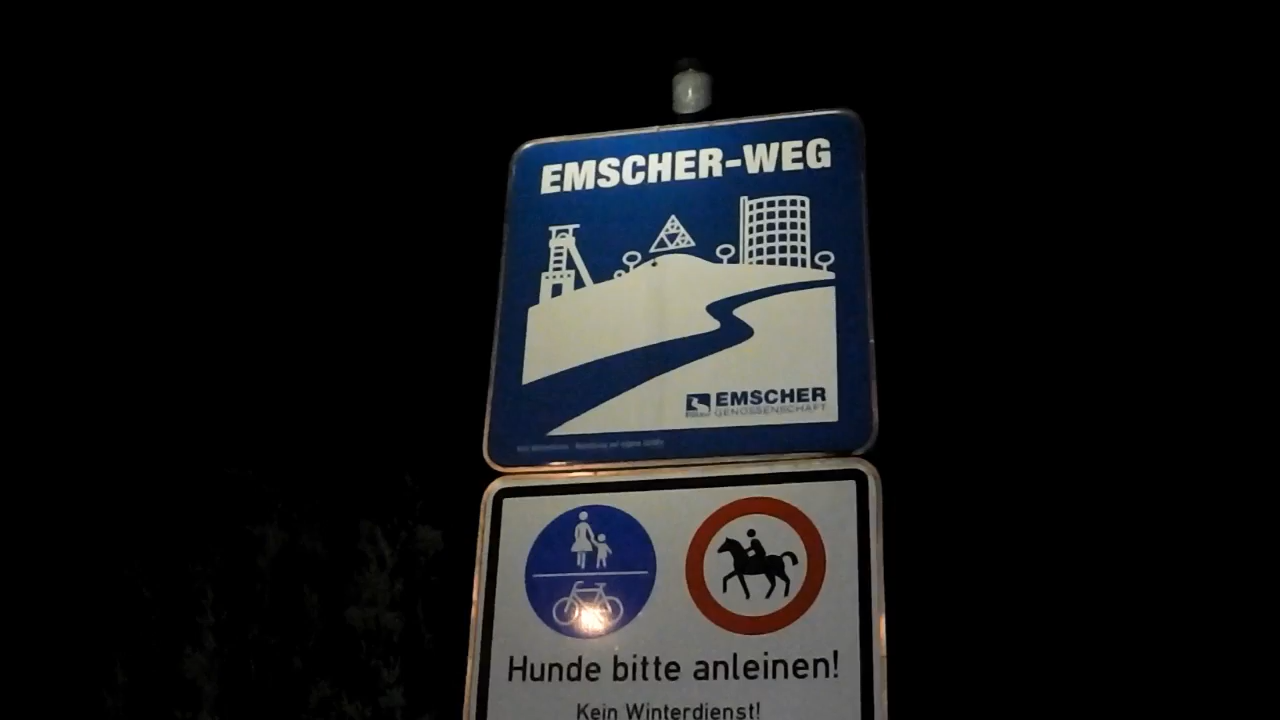 EMSCHER-WEG
EMSCHER
GENOSSENSCHAFT
Hunde bitte anleinen!
Kein Winterdienst!